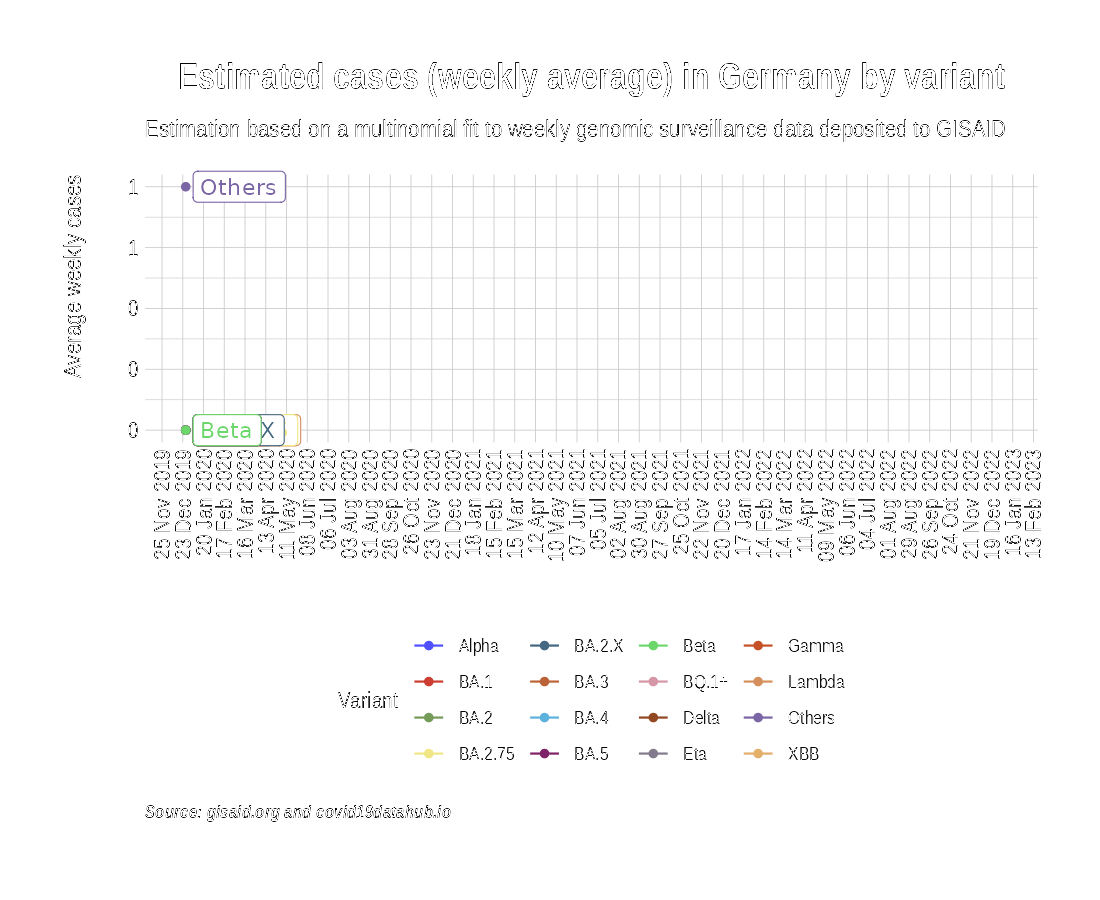 Estimated cases (weekly average) in Germany by variant
Estimation based on a multinomial fit to weekly genomic surveillance data deposited to GISAID
Average weekly cases
1
1
0
0
0
Others
Beta
X
25 Nov 2019
23 Dec 2019
20 Jan 2020
17 Feb 2020
16 Mar 2020
13 Apr 2020
11 May 2020
08 Jun 2020
06 Jul 2020
03 Aug 2020
31 Aug 2020
28 Sep 2020
26 Oct 2020
23 Nov 2020
21 Dec 2020
18 Jan 2021
15 Feb 2021
15 Mar 2021
12 Apr 2021
10 May 2021
07 Jun 2021
05 Jul 2021
02 Aug 2021
30 Aug 2021
27 Sep 2021
25 Oct 2021
22 Nov 2021
20 Dec 2021
17 Jan 2022
14 Feb 2022
14 Mar 2022
11 Apr 2022
09 May 2022
06 Jun 2022
04 Jul 2022
01 Aug 2022
29 Aug 2022
26 Sep 2022
24 Oct 2022
21 Nov 2022
19 Dec 2022
16 Jan 2023
13 Feb 2023
Variant
Alpha
BA.1
BA.2
BA.2.75
BA.2.X
BA.3
BA.4
BA.5
Beta
BQ.1+
Delta
Eta
Gamma
Lambda
Others
XBB
Source: gisaid.org and covid19datahub.io